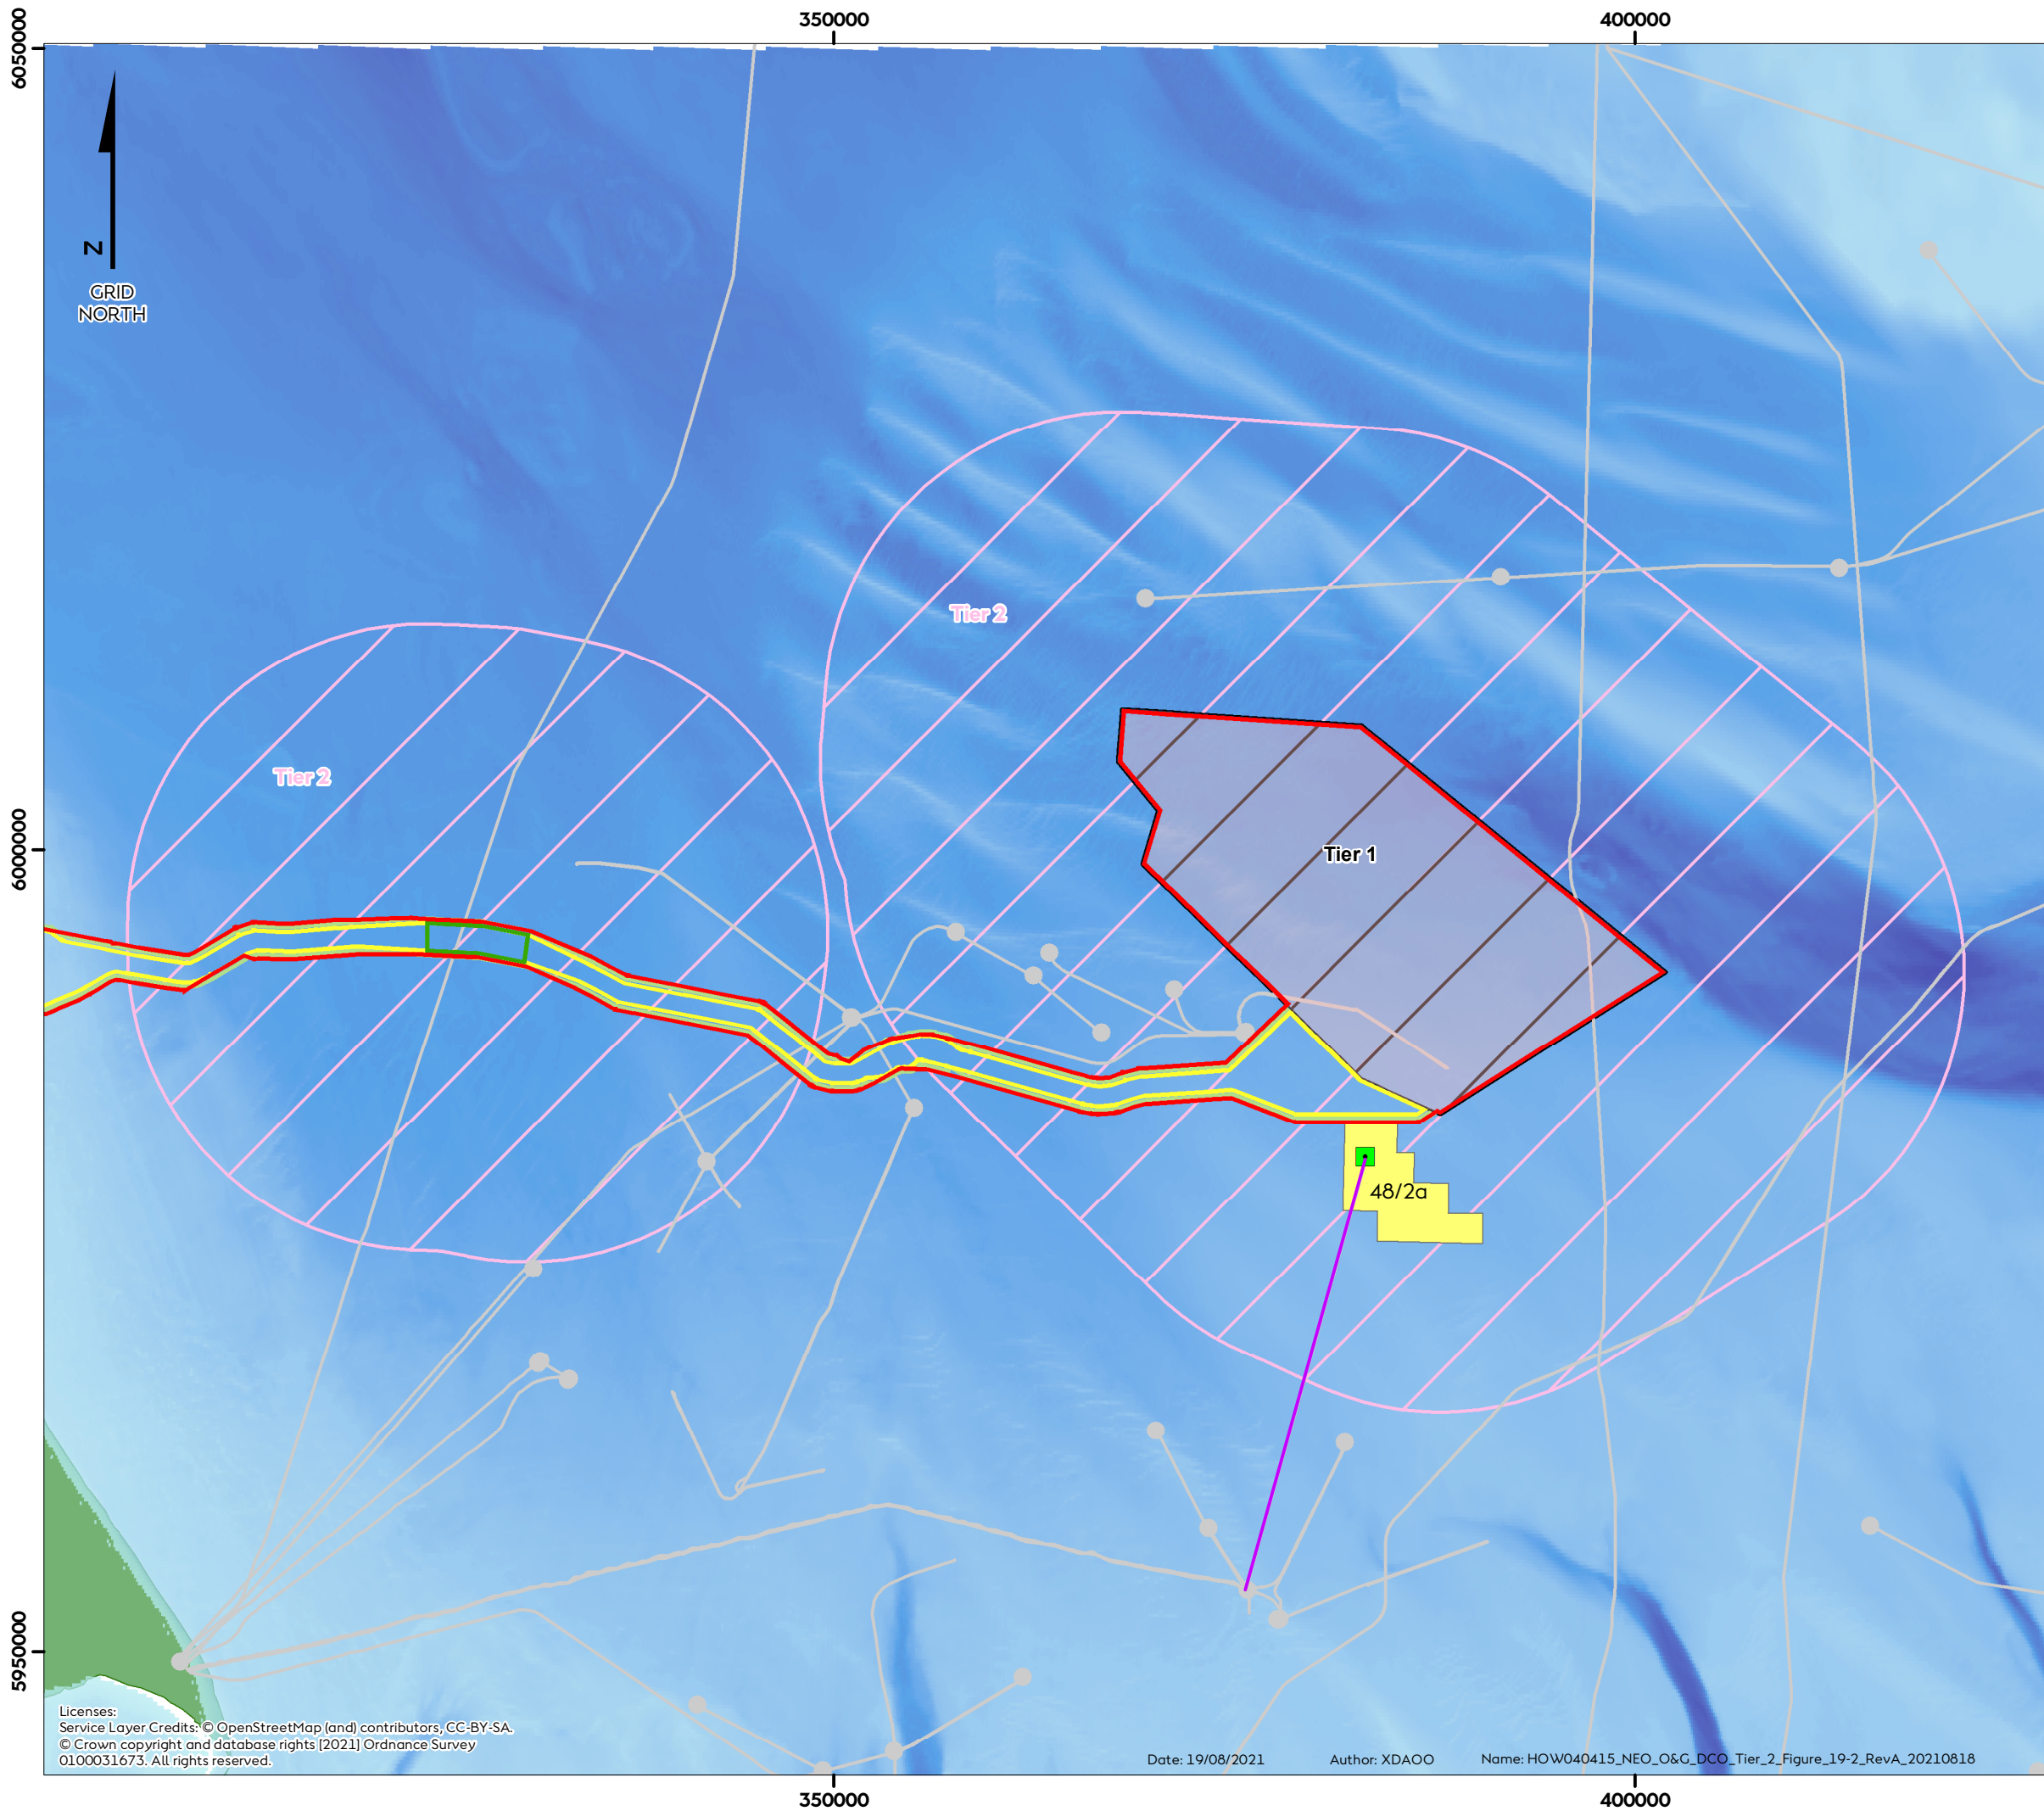 350000
400000
6050000
N
GRID
NORTH
Tier 2
Tier 2
6000000
Tier 1
48/2a
5950000
Licenses:
Service Layer Credits: © OpenStreetMap (and) contributors, CC-BY-SA.
© Crown copyright and database rights [2021] Ordnance Survey
0100031673. All rights reserved.
Date: 19/08/2021 Author: XDAOO Name: HOW040415_NEO_O&G_DCO_Tier_2_Figure_19-2_RevA_20210818
350000
400000